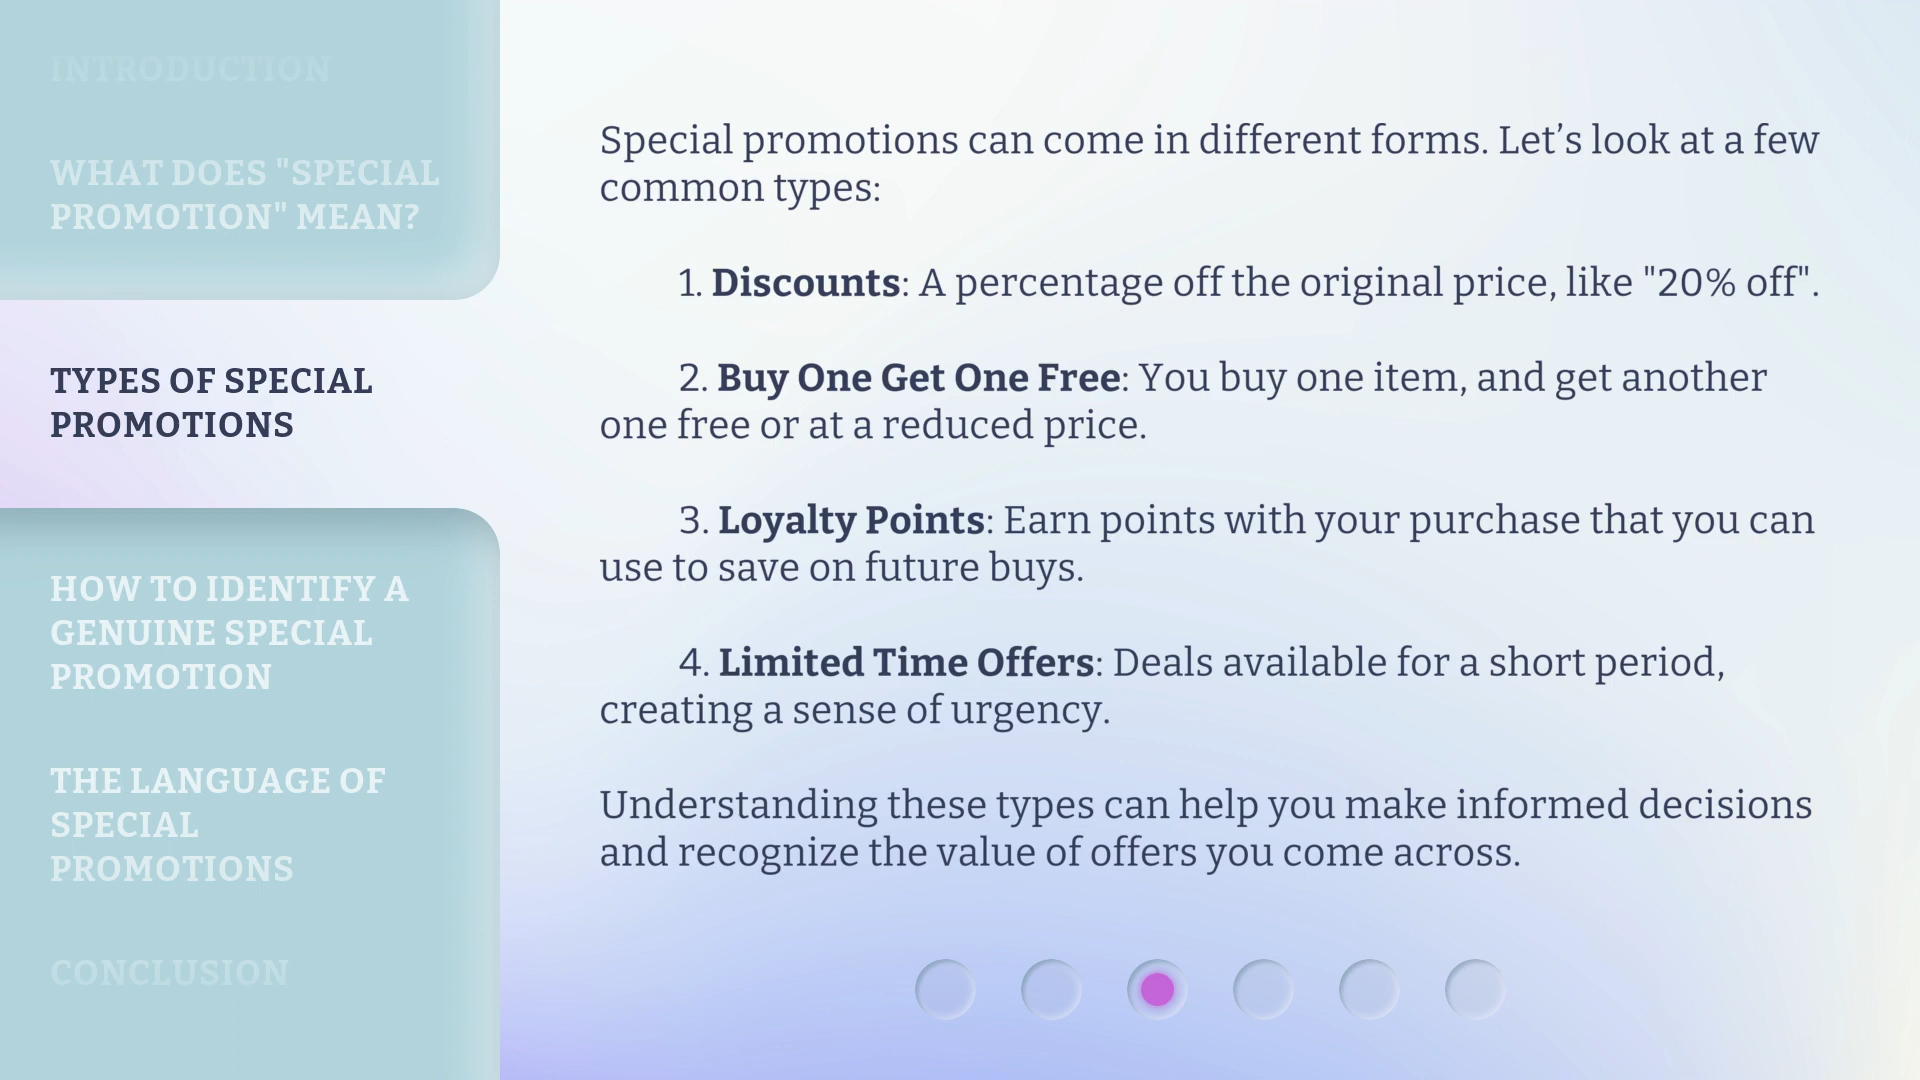 INTRODUCTION
WHAT DOES "SPECIAL
PROMOTION" MEAN?
TYPES OF SPECIAL
PROMOTIONS
HOW TO IDENTIFY A
GENUINE SPECIAL
PROMOTION
THE LANGUAGE OF
SPECIAL
PROMOTIONS
CONCLUSION
Special promotions can come in different forms. Let’s look at a few
common types:
1. Discounts: A percentage off the original price, like "20% off".
2. Buy One Get One Free: You buy one item, and get another
one free or at a reduced price.
3. Loyalty Points: Earn points with your purchase that you can
use to save on future buys.
4. Limited Time Offers: Deals available for a short period,
creating a sense of urgency.
Understanding these types can help you make informed decisions
and recognize the value of offers you come across.